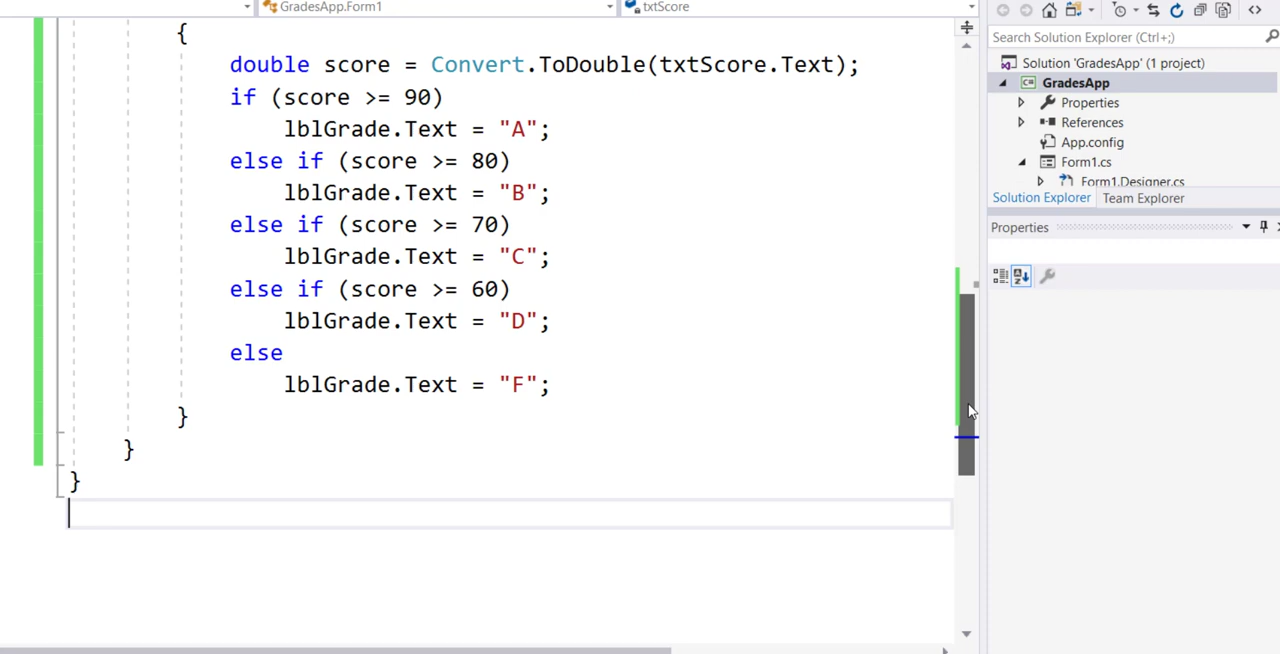 GradesApp.Form1
txtScore
{
double score = Convert.ToDouble(txtScore.Text);
if (score >= 90)
lblGrade.Text = "A";
else if (score >= 80)
lblGrade.Text = "B";
else if (score >= 70)
lblGrade.Text = "C";
else if (score >= 60)
lblGrade.Text = "D";
else
lblGrade.Text = "F";
}
}
}
Search Solution Explorer (Ctrl+;)
Solution 'GradesApp' (1 project)
C# GradesApp
Properties
References
App.config
Form1.cs
Form1.Designer.cs
Solution Explorer Team Explorer
Properties